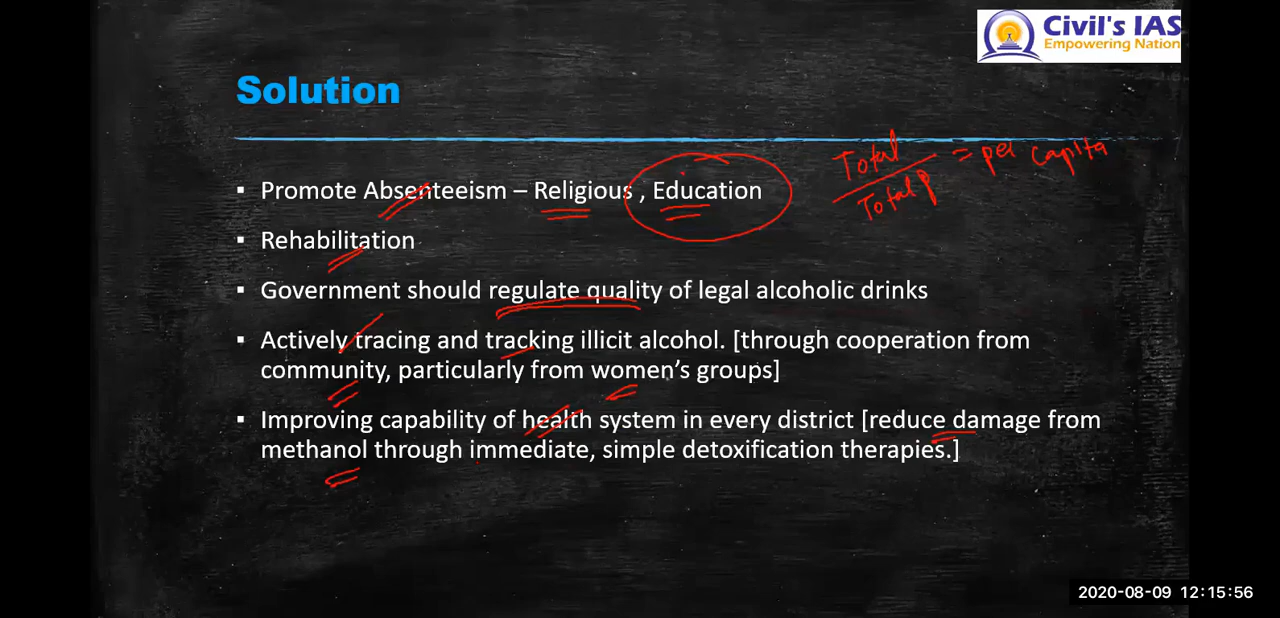 Civil's IAS
Empowering Nation
Solution
Total
Total P
= per capita
▪ Promote Absenteeism – Religious , Education
▪ Rehabilitation
▪ Government should regulate quality of legal alcoholic drinks
▪ Actively tracing and tracking illicit alcohol. [through cooperation from
community, particularly from women's groups]
▪ Improving capability of health system in every district [reduce damage from
methanol through immediate, simple detoxification therapies.]
2020-08-09 12:15:56